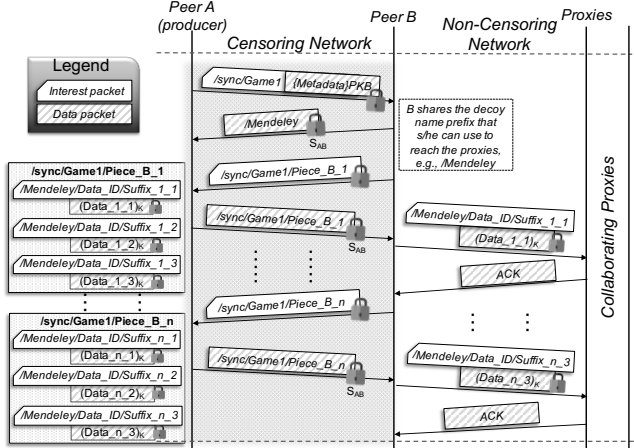 Peer A
(producer)
Peer B
Proxies
Censoring Network
Non-Censoring
Network
Legend
Interest packet
Data packet
/sync/Game1
{Metadata}PKB
/Mendeley
SAB
B shares the decoy
name prefix that
s/he can use to
reach the proxies,
e.g., /Mendeley
/sync/Game1/Piece_B_1
/sync/Game1/Piece_B_1
SAB
/sync/Game1/Piece_B_1
/Mendeley/Data_ID/Suffix_1_1
(Data_1_1)K
/Mendeley/Data_ID/Suffix_1_2
(Data_1_2)K
/Mendeley/Data_ID/Suffix_1_3
(Data_1_3)K
/Mendeley/Data_ID/Suffix_1_1
(Data_1_1)K
ACK
Collaborating Proxies
/sync/Game1/Piece_B_n
/sync/Game1/Piece_B_n
SAB
/sync/Game1/Piece_B_n
/Mendeley/Data_ID/Suffix_n_1
(Data_n_1)K
/Mendeley/Data_ID/Suffix_n_2
(Data_n_2)K
/Mendeley/Data_ID/Suffix_n_3
(Data_n_3)K
/Mendeley/Data_ID/Suffix_n_3
(Data_n_3)K
ACK